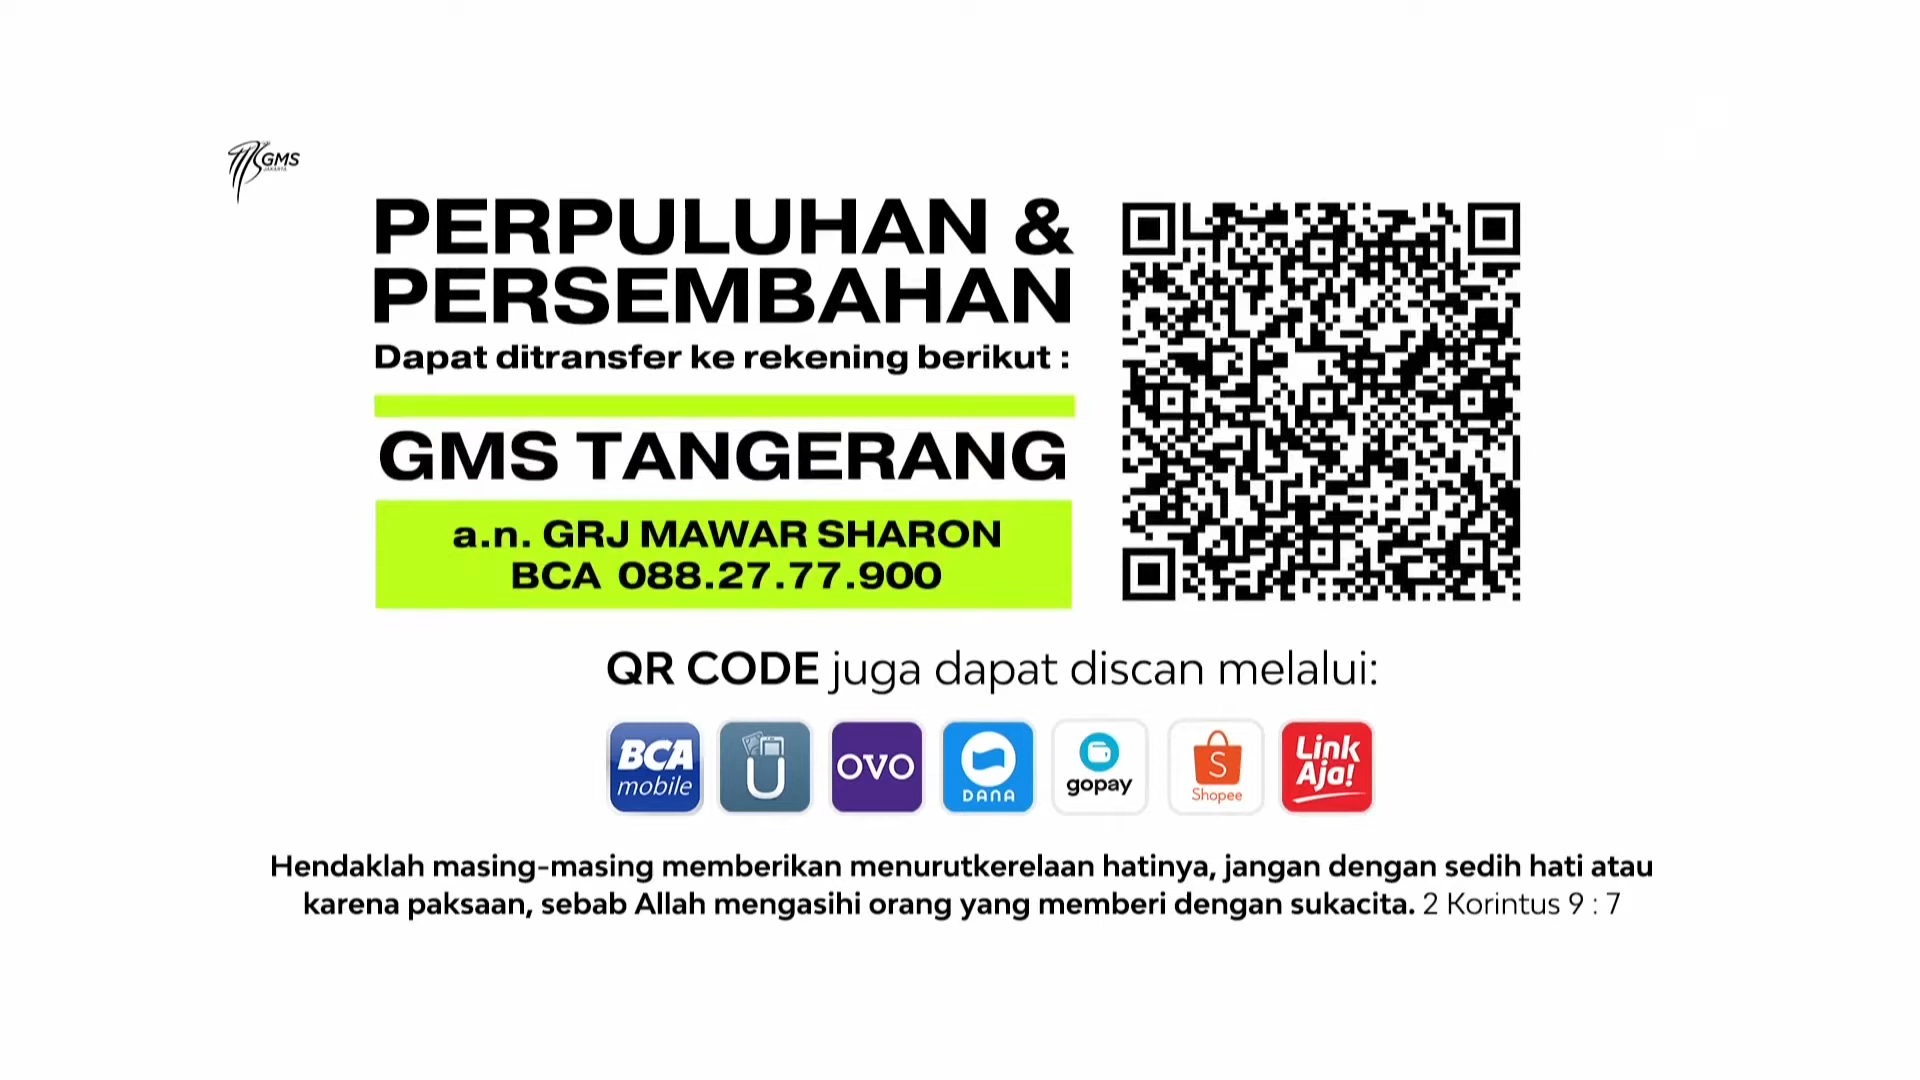 GMS
JAKARTA
PERPULUHAN &
PERSEMBAHAN
Dapat ditransfer ke rekening berikut :
GMS TANGERANG
a.n. GRJ MAWAR SHARON
BCA 088.27.77.900
QR CODE juga dapat discan melalui:
BCA mobile
U
OVO
DANA
gopay
S Shopee
Link Aja!
Hendaklah masing-masing memberikan menurutkerelaan hatinya, jangan dengan sedih hati atau
karena paksaan, sebab Allah mengasihi orang yang memberi dengan sukacita. 2 Korintus 9 : 7